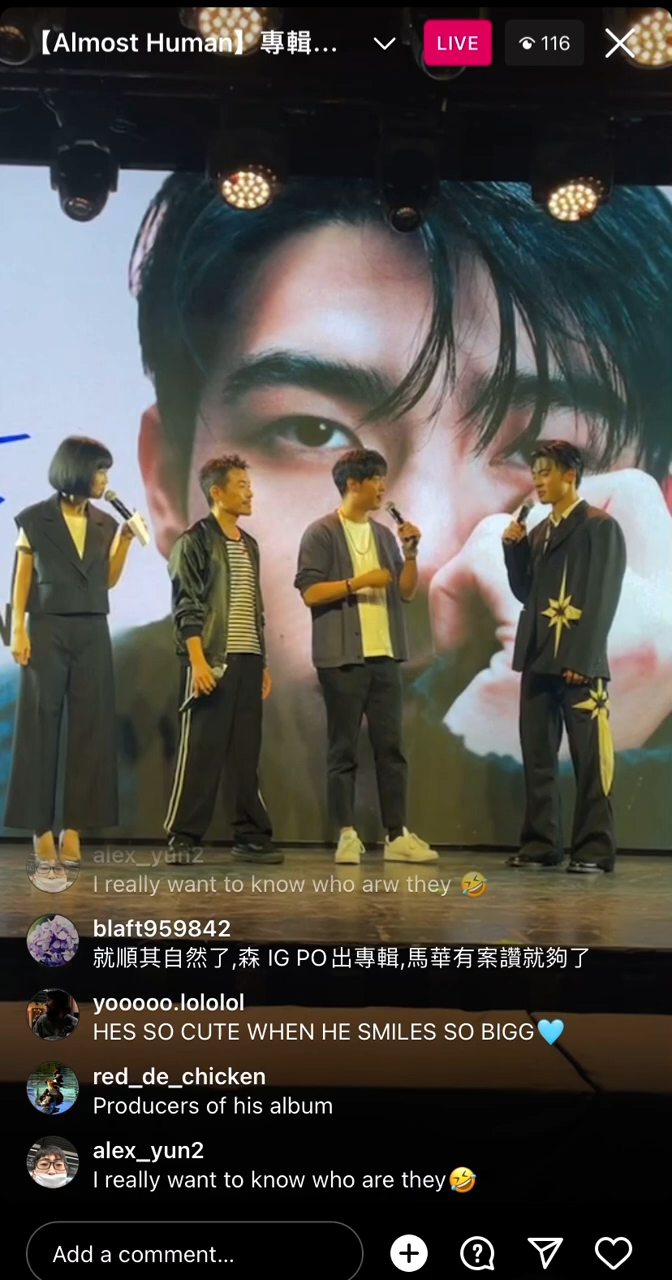 【Almost Human】專輯...
LIVE
116
alex_yun2
I really want to know who arw they 🤣
blaft959842
就順其自然了,森 IG PO出專輯,馬華有案讚就夠了
yooooo.lololol
HES SO CUTE WHEN HE SMILES SO BIGG🩵
red_de_chicken
Producers of his album
alex_yun2
I really want to know who are they🤣
Add a comment...